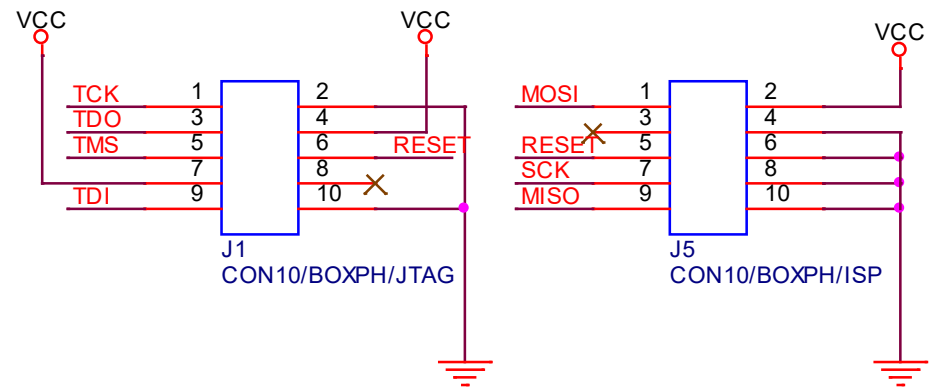 VCC VCC VCC
TCK 1 2 MOSI 1 2
TDO 3 4 3 4
TMS 5 6 RESET RESET 5 6
7 8 SCK 7 8
TDI 9 10 MISO 9 10
J1 J5
CON10/BOXPH/JTAG CON10/BOXPH/ISP